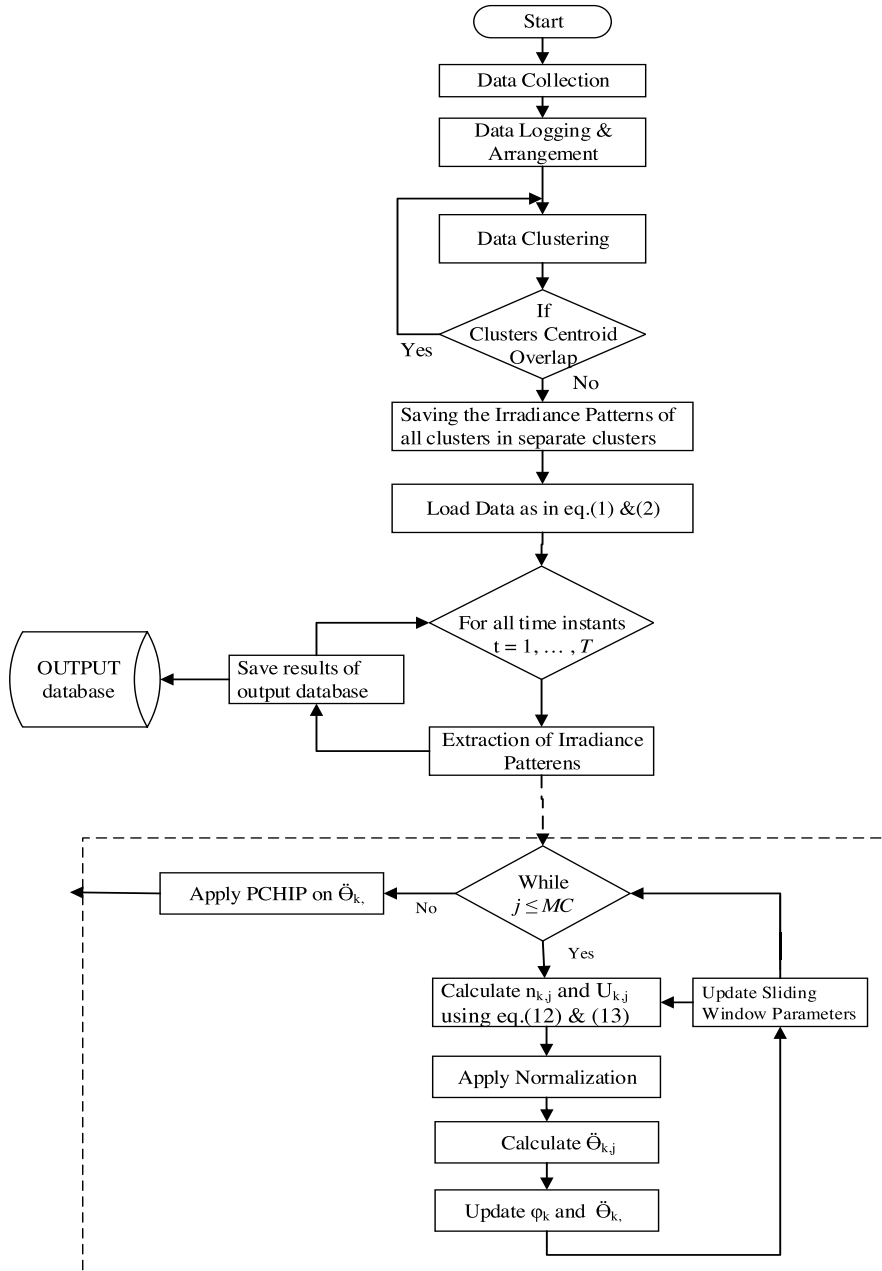 Start
Data Collection
Data Logging &
Arrangement
Data Clustering
If
Clusters Centroid
Overlap
Yes
No
Saving the Irradiance Patterns of
all clusters in separate clusters
Load Data as in eq.(1) &(2)
For all time instants
t = 1, … , T
OUTPUT
database
Save results of
output database
Extraction of Irradiance
Patterens
While
j ≤ MC
Apply PCHIP on Ӫk,
No
Yes
Calculate nk,j and Uk,j
using eq.(12) & (13)
Update Sliding
Window Parameters
Apply Normalization
Calculate Ӫk,j
Update φk and Ӫk,